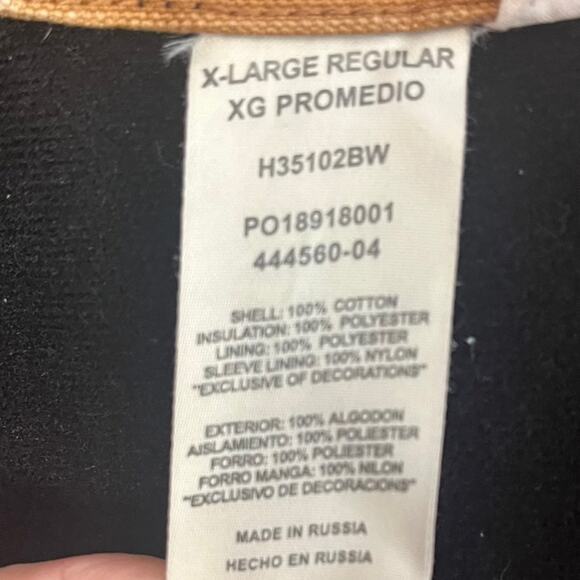 X-LARGE REGULAR
XG PROMEDIO
H35102BW
PO18918001
444560-04
SHELL: 100% COTTON
INSULATION: 100% POLYESTER
LINING: 100% POLYESTER
SLEEVE LINING: 100% NYLON
"EXCLUSIVE OF DECORATIONS"
EXTERIOR: 100% ALGODON
AISLAMIENTO: 100% POLIESTER
FORRO: 100% POLIESTER
FORRO MANGA: 100% NILON
"EXCLUSIVO DE DECORACIONS"
MADE IN RUSSIA
HECHO EN RUSSIA